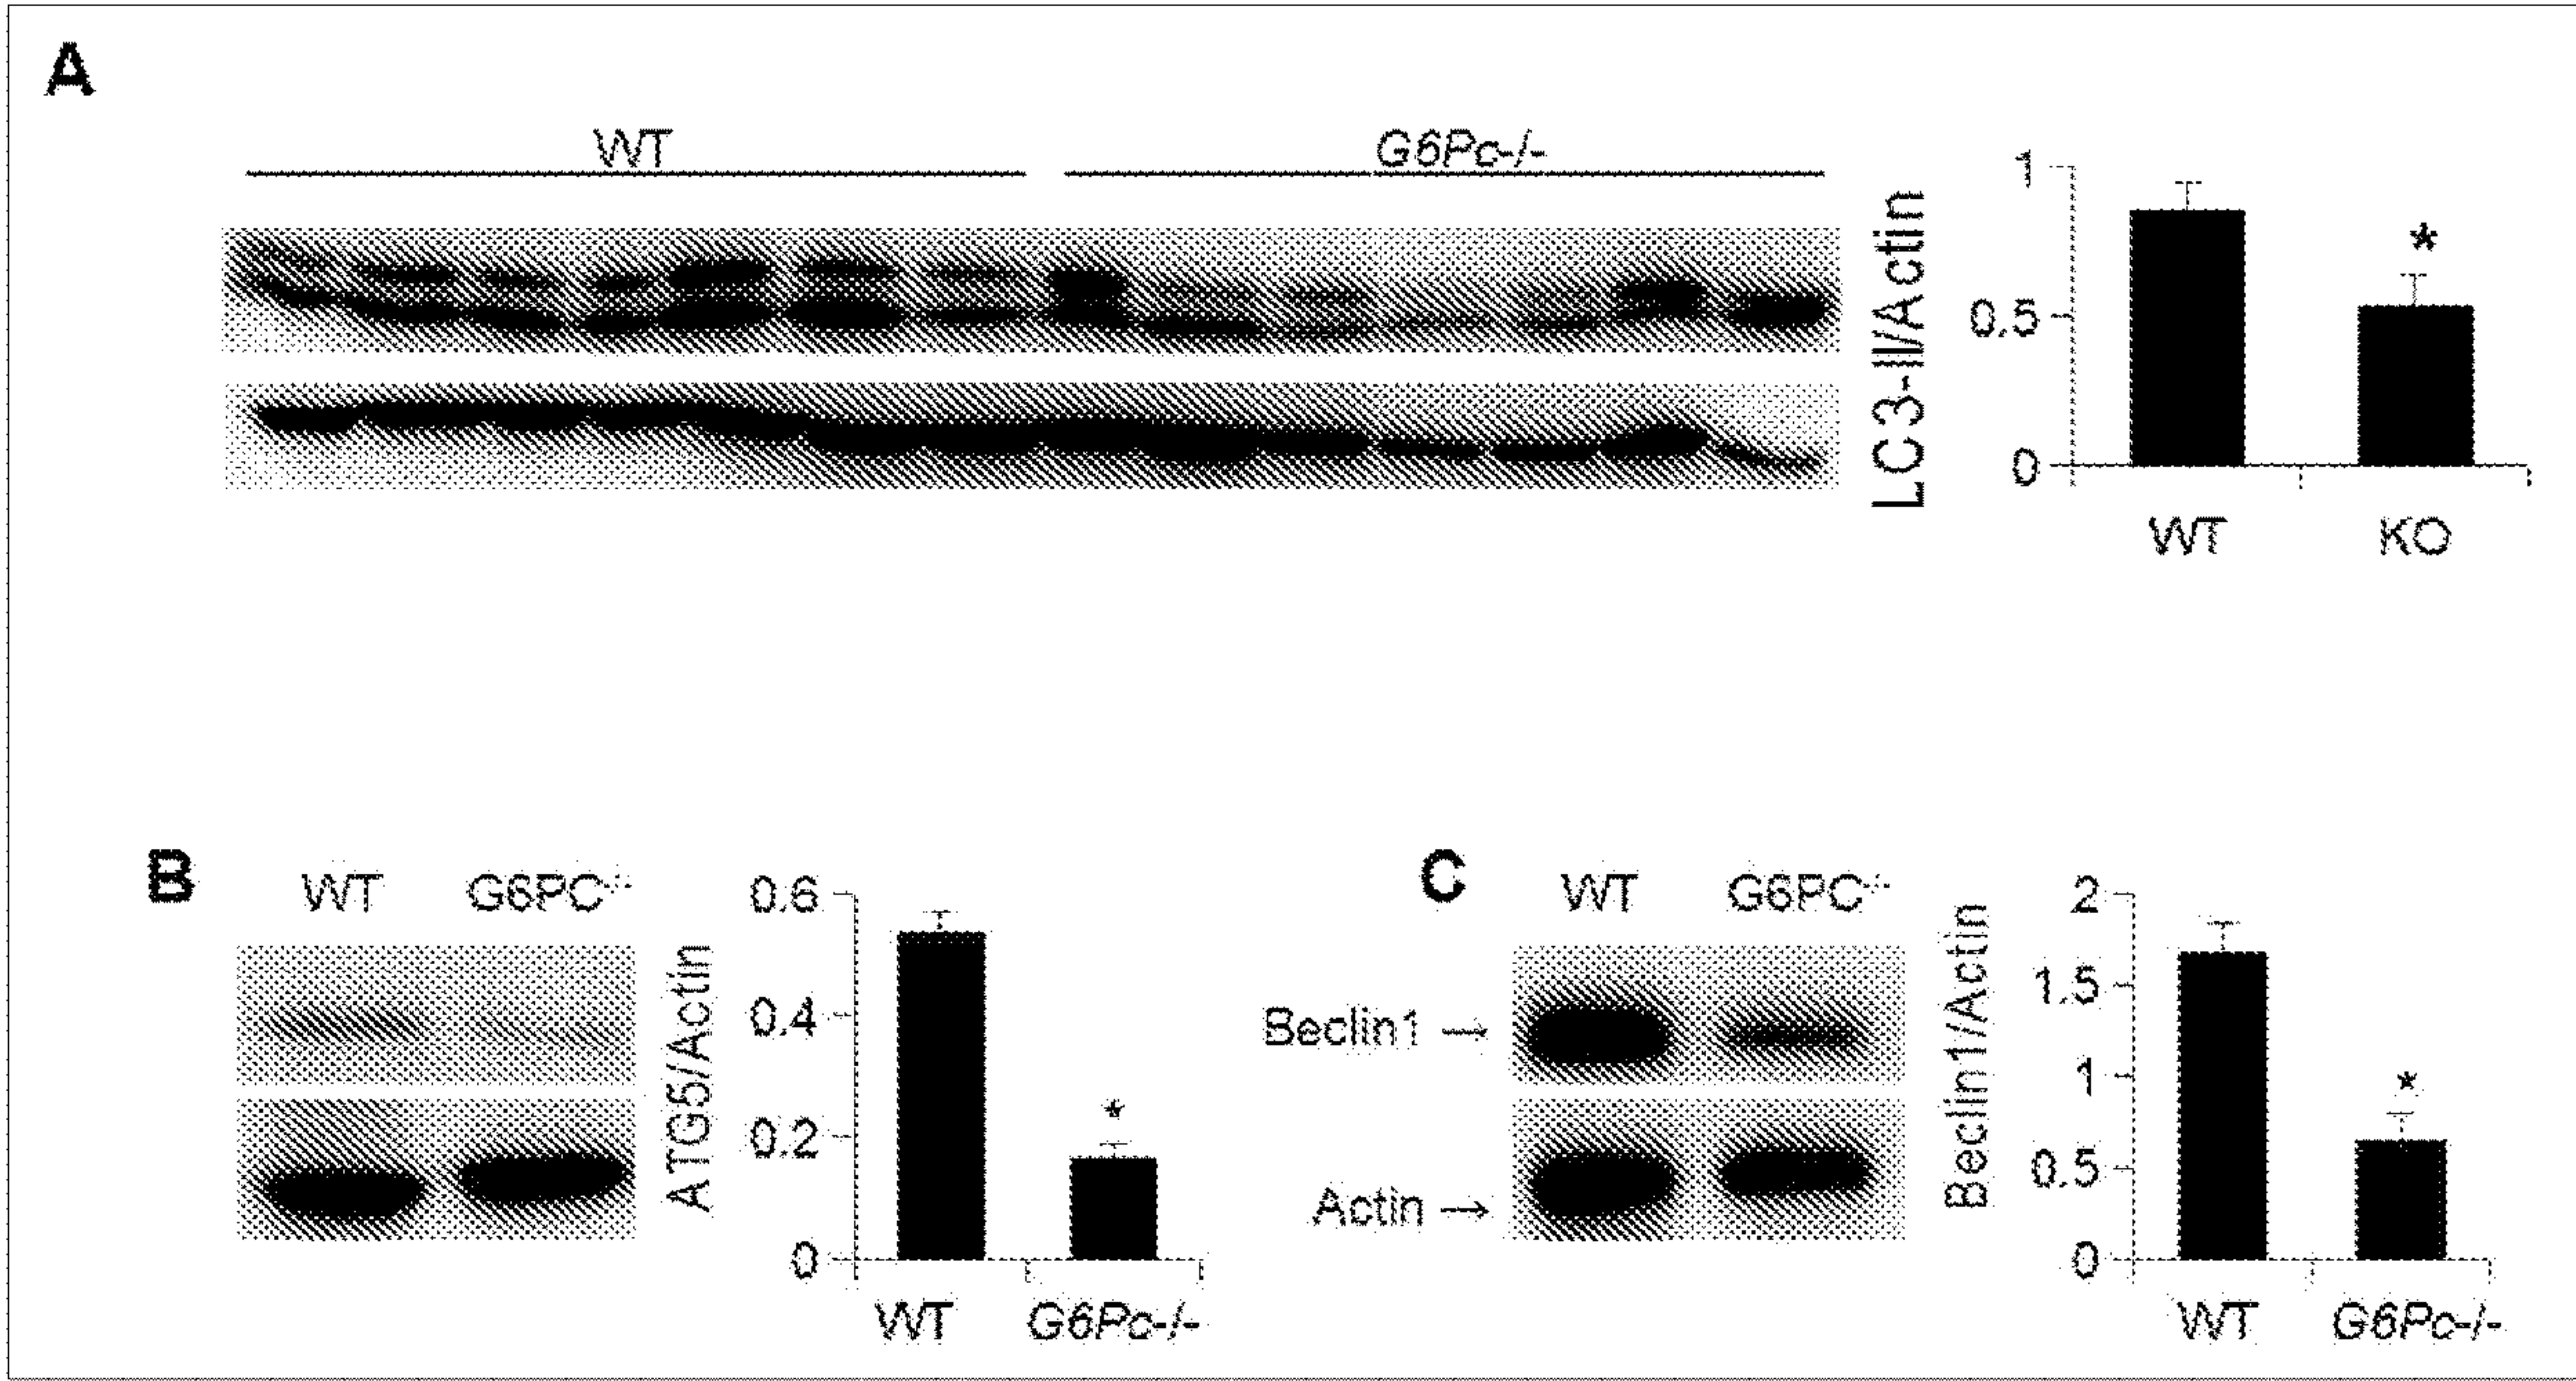 A
WT G6Pc-/-
LC3-II/Actin
1
0.5
0
*
WT KO
B
WT G6PC-/-
ATG5/Actin
0.6
0.4
0.2
0
*
WT G6Pc-/-
C
WT G6PC-/-
Beclin1 →
Actin →
Beclin1/Actin
2
1.5
1
0.5
0
*
WT G6Pc-/-